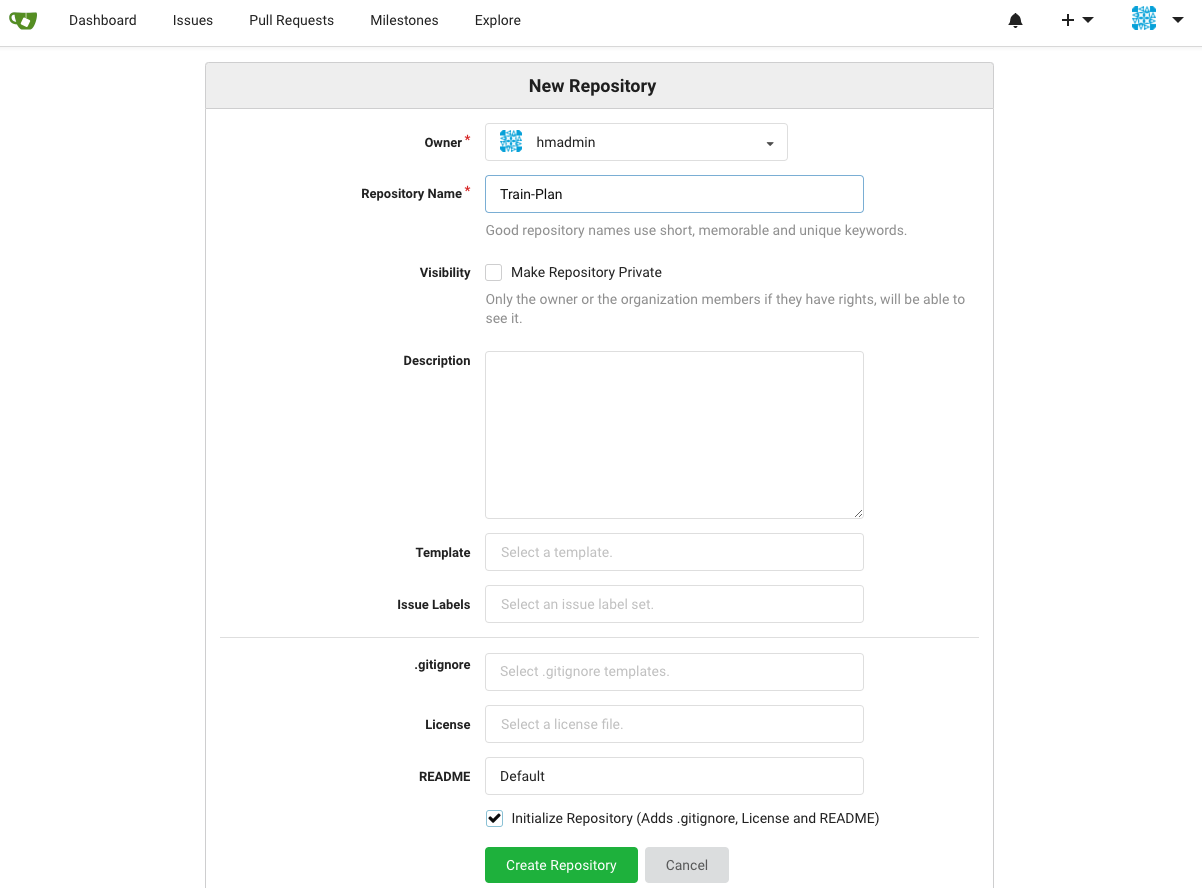 Dashboard Issues Pull Requests Milestones Explore
New Repository
Owner * hmadmin
Repository Name * Train-Plan
Good repository names use short, memorable and unique keywords.
Visibility Make Repository Private
Only the owner or the organization members if they have rights, will be able to
see it.
Description
Template Select a template.
Issue Labels Select an issue label set.
.gitignore Select .gitignore templates.
License Select a license file.
README Default
Initialize Repository (Adds .gitignore, License and README)
Create Repository Cancel